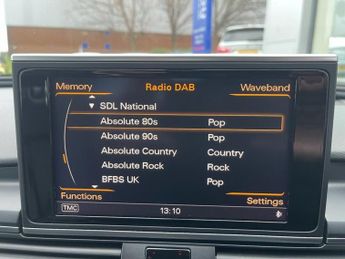 Memory Radio DAB Waveband
SDL National
Absolute 80s Pop
Absolute 90s Pop
Absolute Country Country
Absolute Rock Rock
BFBS UK Pop
Functions Settings
TMC 13:10